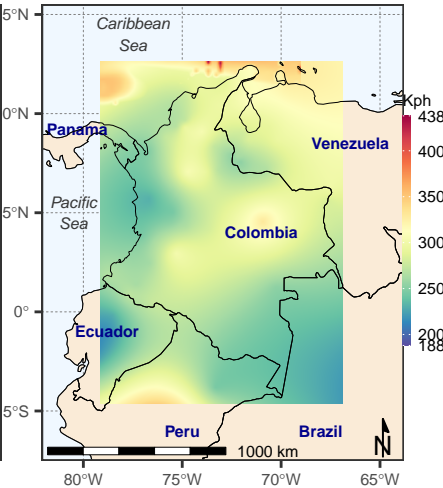 Caribbean
Sea
5°N
Kph
438
0°N
Panama
Venezuela
400
350
Pacific
Sea
5°N
Colombia
300
250
0°
Ecuador
200
188
5°S
Peru
Brazil
1000 km
N
80°W
75°W
70°W
65°W